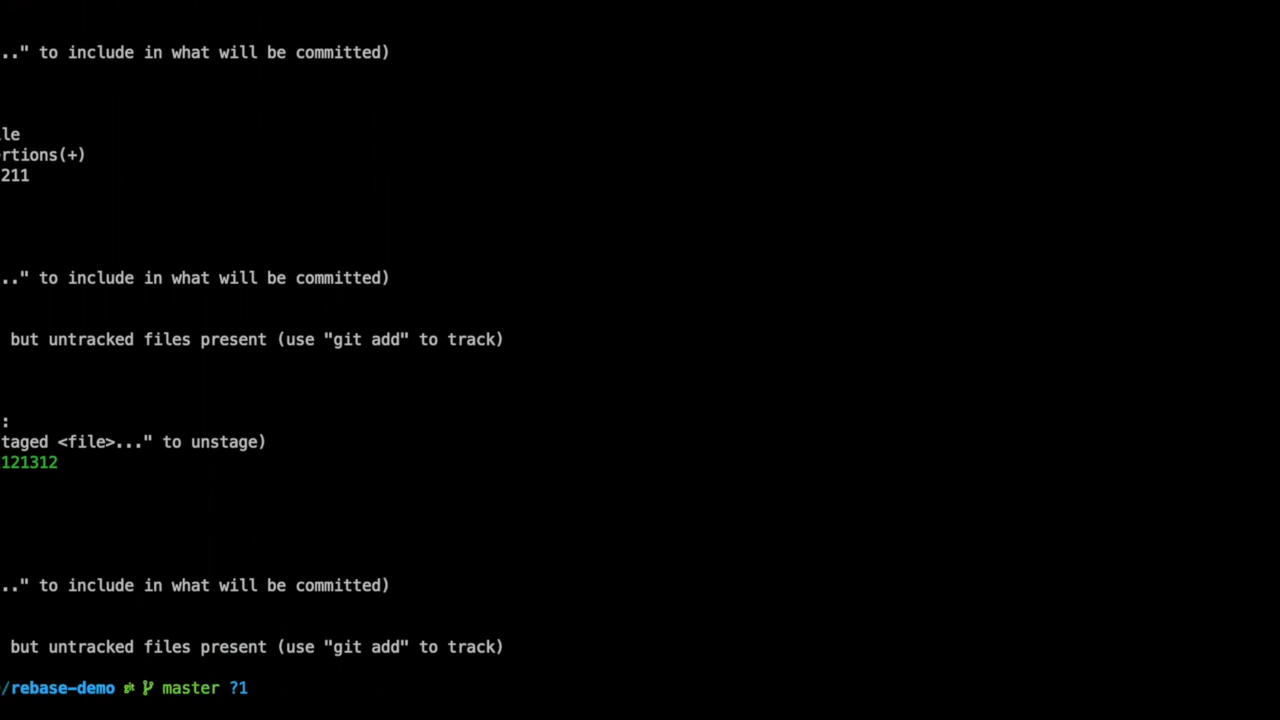 .." to include in what will be committed)
le
rtions(+)
211
.." to include in what will be committed)
but untracked files present (use "git add" to track)
:
taged <file>..." to unstage)
121312
.." to include in what will be committed)
but untracked files present (use "git add" to track)
/rebase-demo git master ?1